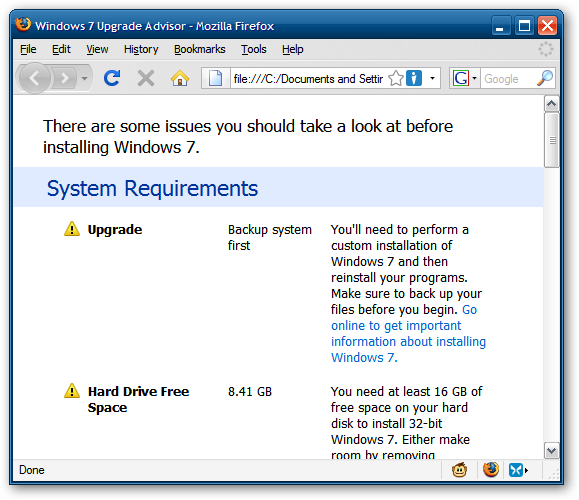 Windows 7 Upgrade Advisor - Mozilla Firefox
File Edit View History Bookmarks Tools Help
file:///C:/Documents and Settir
G Google
There are some issues you should take a look at before
installing Windows 7.
System Requirements
Upgrade
Backup system
first
You'll need to perform a
custom installation of
Windows 7 and then
reinstall your programs.
Make sure to back up your
files before you begin. Go
online to get important
information about installing
Windows 7.
Hard Drive Free
Space
8.41 GB
You need at least 16 GB of
free space on your hard
disk to install 32-bit
Windows 7. Either make
room by removing
Done